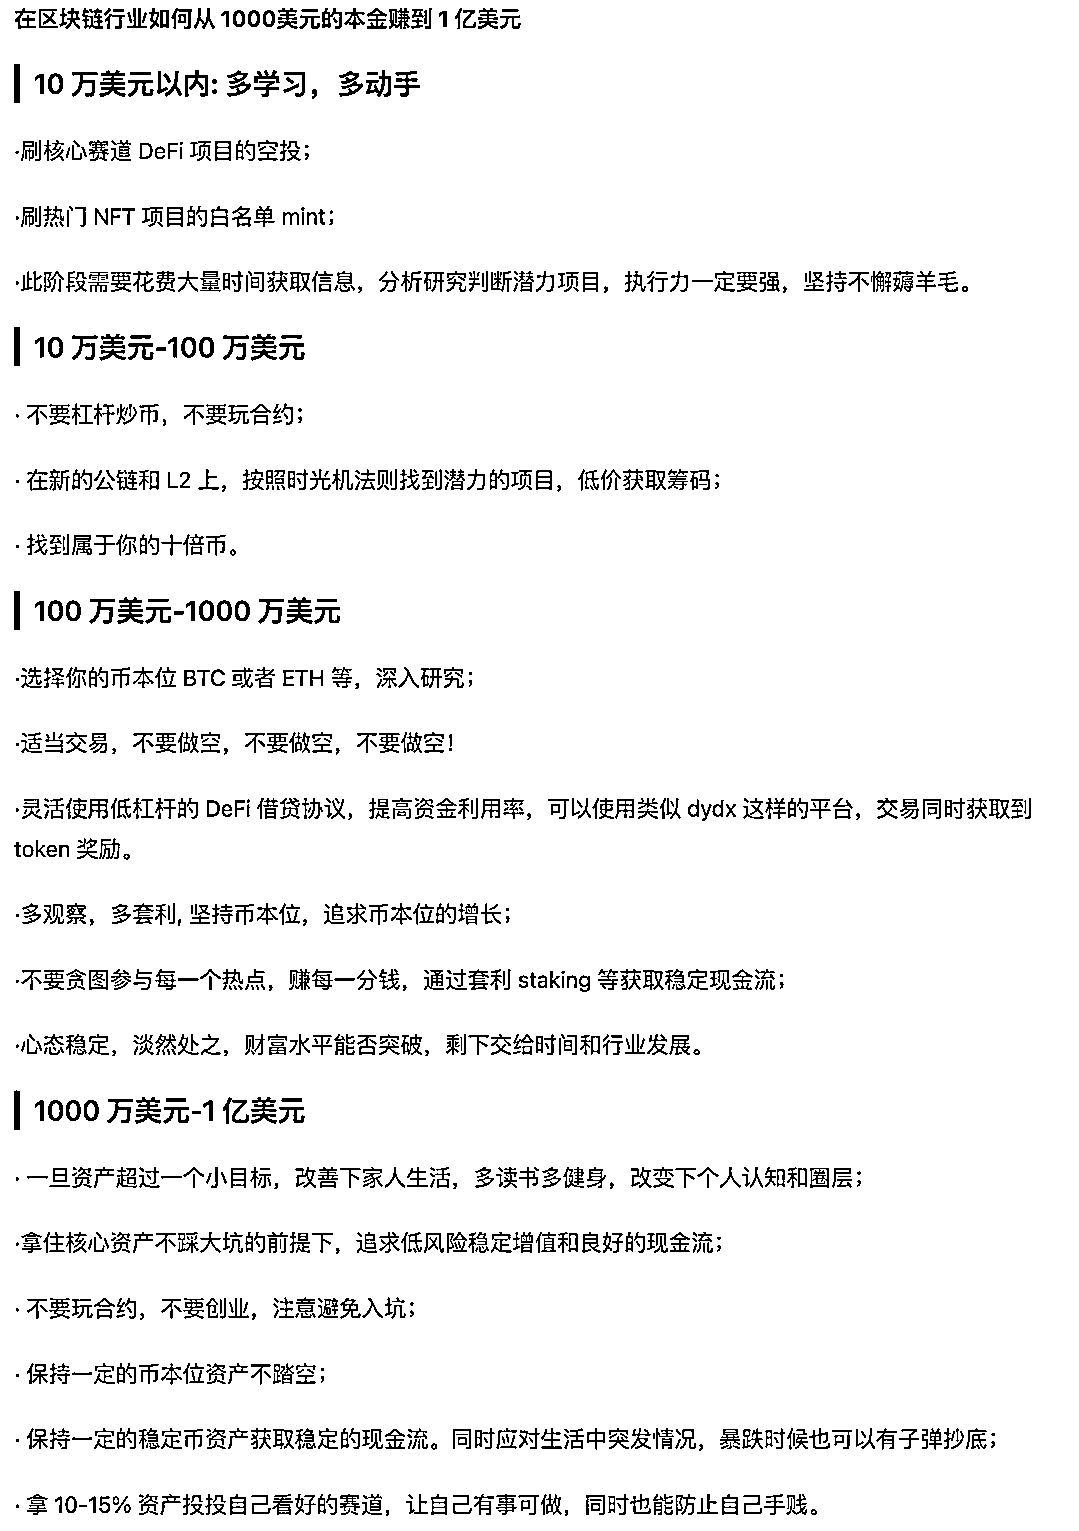 在区块链行业如何从 1000美元的本金赚到 1 亿美元
10 万美元以内: 多学习，多动手
·刷核心赛道 DeFi 项目的空投；
·刷热门 NFT 项目的白名单 mint；
·此阶段需要花费大量时间获取信息，分析研究判断潜力项目，执行力一定要强，坚持不懈薅羊毛。
10 万美元-100 万美元
· 不要杠杆炒币，不要玩合约；
· 在新的公链和 L2 上，按照时光机法则找到潜力的项目，低价获取筹码；
· 找到属于你的十倍币。
100 万美元-1000 万美元
·选择你的币本位 BTC 或者 ETH 等，深入研究；
·适当交易，不要做空，不要做空，不要做空！
·灵活使用低杠杆的 DeFi 借贷协议，提高资金利用率，可以使用类似 dydx 这样的平台，交易同时获取到
token 奖励。
·多观察，多套利, 坚持币本位，追求币本位的增长；
·不要贪图参与每一个热点，赚每一分钱，通过套利 staking 等获取稳定现金流；
·心态稳定，淡然处之，财富水平能否突破，剩下交给时间和行业发展。
1000 万美元-1 亿美元
· 一旦资产超过一个小目标，改善下家人生活，多读书多健身，改变下个人认知和圈层；
·拿住核心资产不踩大坑的前提下，追求低风险稳定增值和良好的现金流；
· 不要玩合约，不要创业，注意避免入坑；
· 保持一定的币本位资产不踏空；
· 保持一定的稳定币资产获取稳定的现金流。同时应对生活中突发情况，暴跌时候也可以有子弹抄底；
· 拿 10-15% 资产投投自己看好的赛道，让自己有事可做，同时也能防止自己手贱。